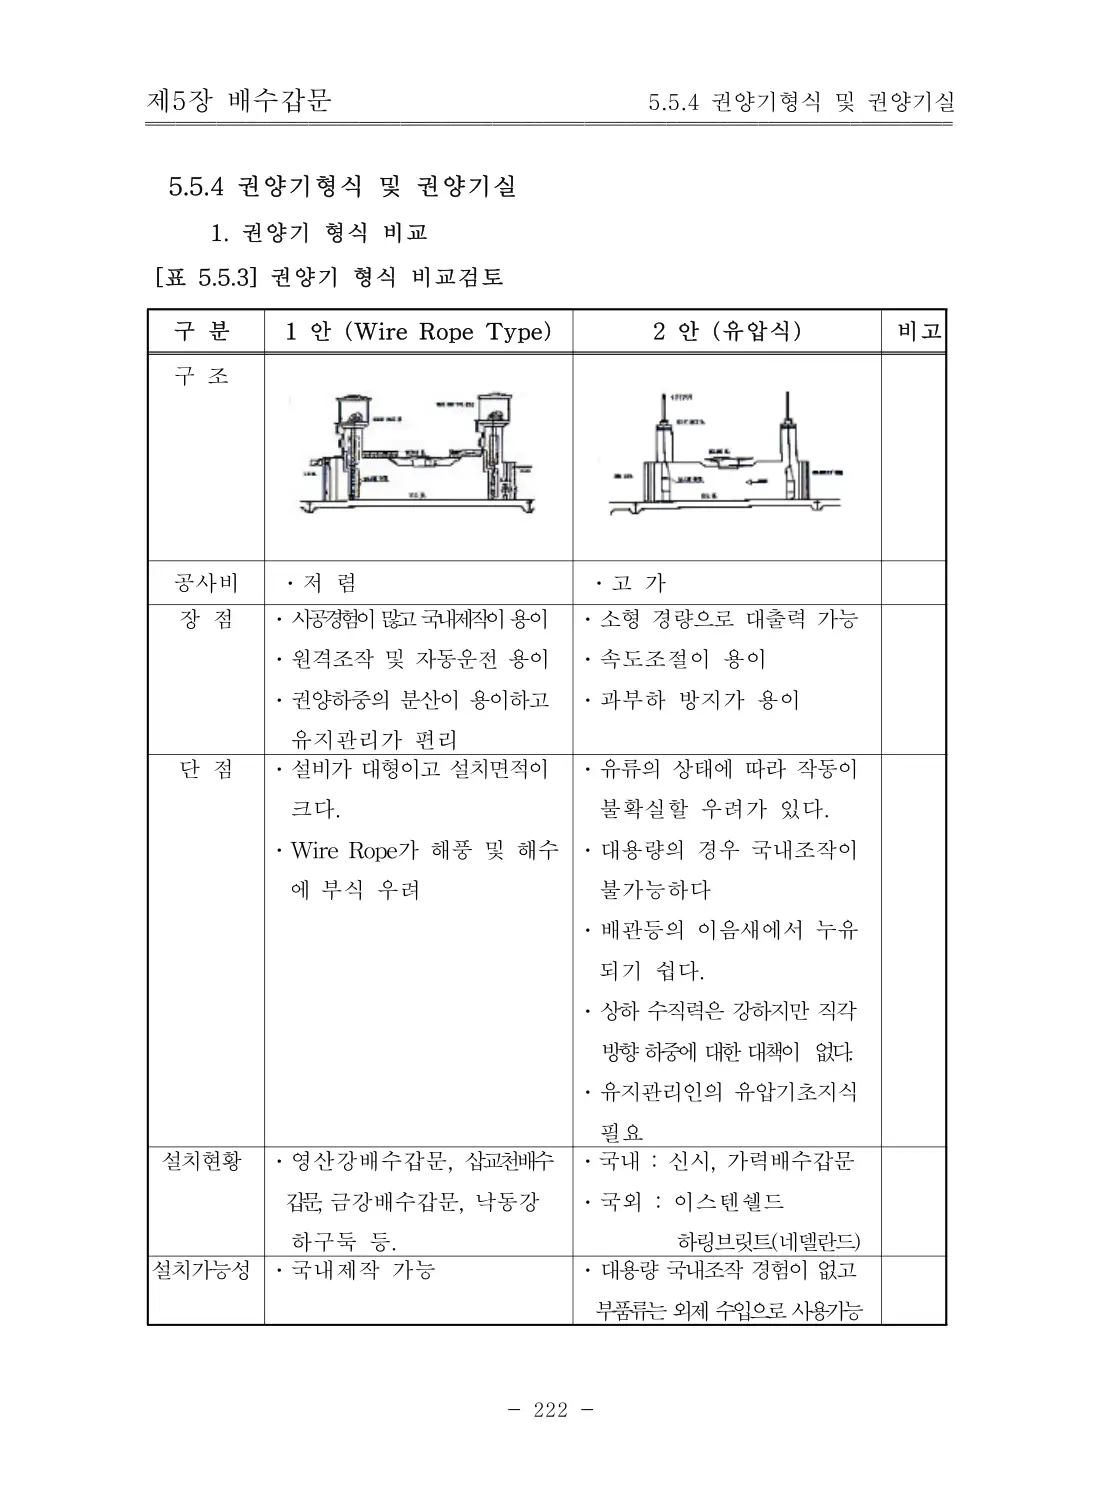 제5장 배수갑문 5.5.4 권양기형식 및 권양기실
5.5.4 권양기형식 및 권양기실
1. 권양기 형식 비교
[표 5.5.3] 권양기 형식 비교검토
구 분 1 안 (Wire Rope Type) 2 안 (유압식) 비고
구 조
공사비 · 저 렴 · 고 가
장 점 · 시공경험이 많고 국내제작이 용이 · 소형 경량으로 대출력 가능
· 원격조작 및 자동운전 용이 · 속도조절이 용이
· 권양하중의 분산이 용이하고 · 과부하 방지가 용이
유지관리가 편리
단 점 · 설비가 대형이고 설치면적이 · 유류의 상태에 따라 작동이
크다. 불확실할 우려가 있다.
· Wire Rope가 해풍 및 해수 · 대용량의 경우 국내조작이
에 부식 우려 불가능하다
· 배관등의 이음새에서 누유
되기 쉽다.
· 상하 수직력은 강하지만 직각
방향 하중에 대한 대책이 없다.
· 유지관리인의 유압기초지식
필요
설치현황 · 영산강배수갑문, 삽교천배수 · 국내 : 신시, 가력배수갑문
갑문, 금강배수갑문, 낙동강 · 국외 : 이스텐쉘드
하구둑 등. 하링브릿트(네델란드)
설치가능성 · 국내제작 가능 · 대용량 국내조작 경험이 없고
부품류는 외제 수입으로 사용가능
- 222 -